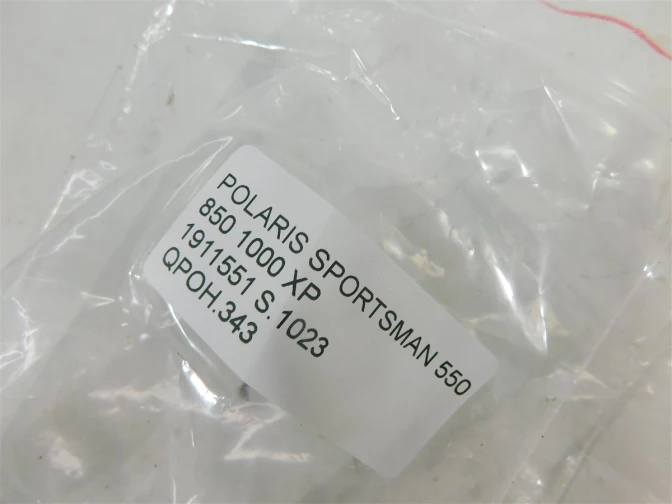 POLARIS SPORTSMAN 550
850 1000 XP
1911551 S.1023
QPOH.343